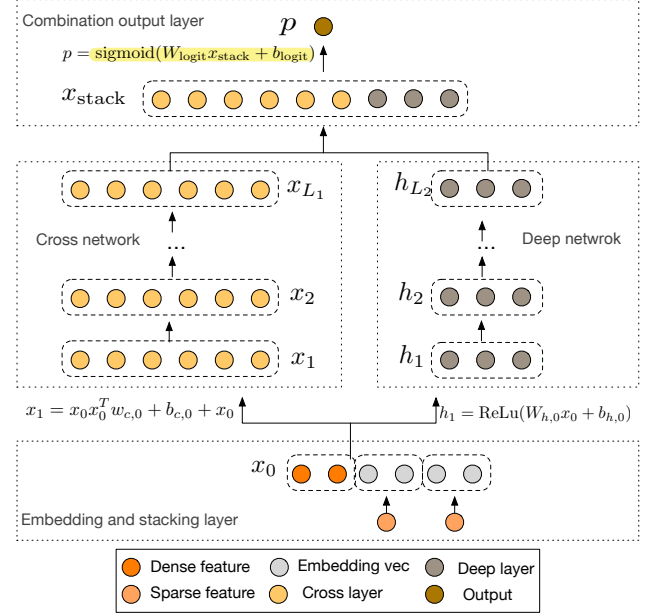 Combination output layer
p
p = sigmoid(W_logit x_stack + b_logit)
x_stack
x_{L_1}
h_{L_2}
Cross network
...
...
Deep netwrok
x_2
h_2
x_1
h_1
x_1 = x_0 x_0^T w_{c,0} + b_{c,0} + x_0
h_1 = ReLu(W_{h,0} x_0 + b_{h,0})
x_0
Embedding and stacking layer
Dense feature
Embedding vec
Deep layer
Sparse feature
Cross layer
Output